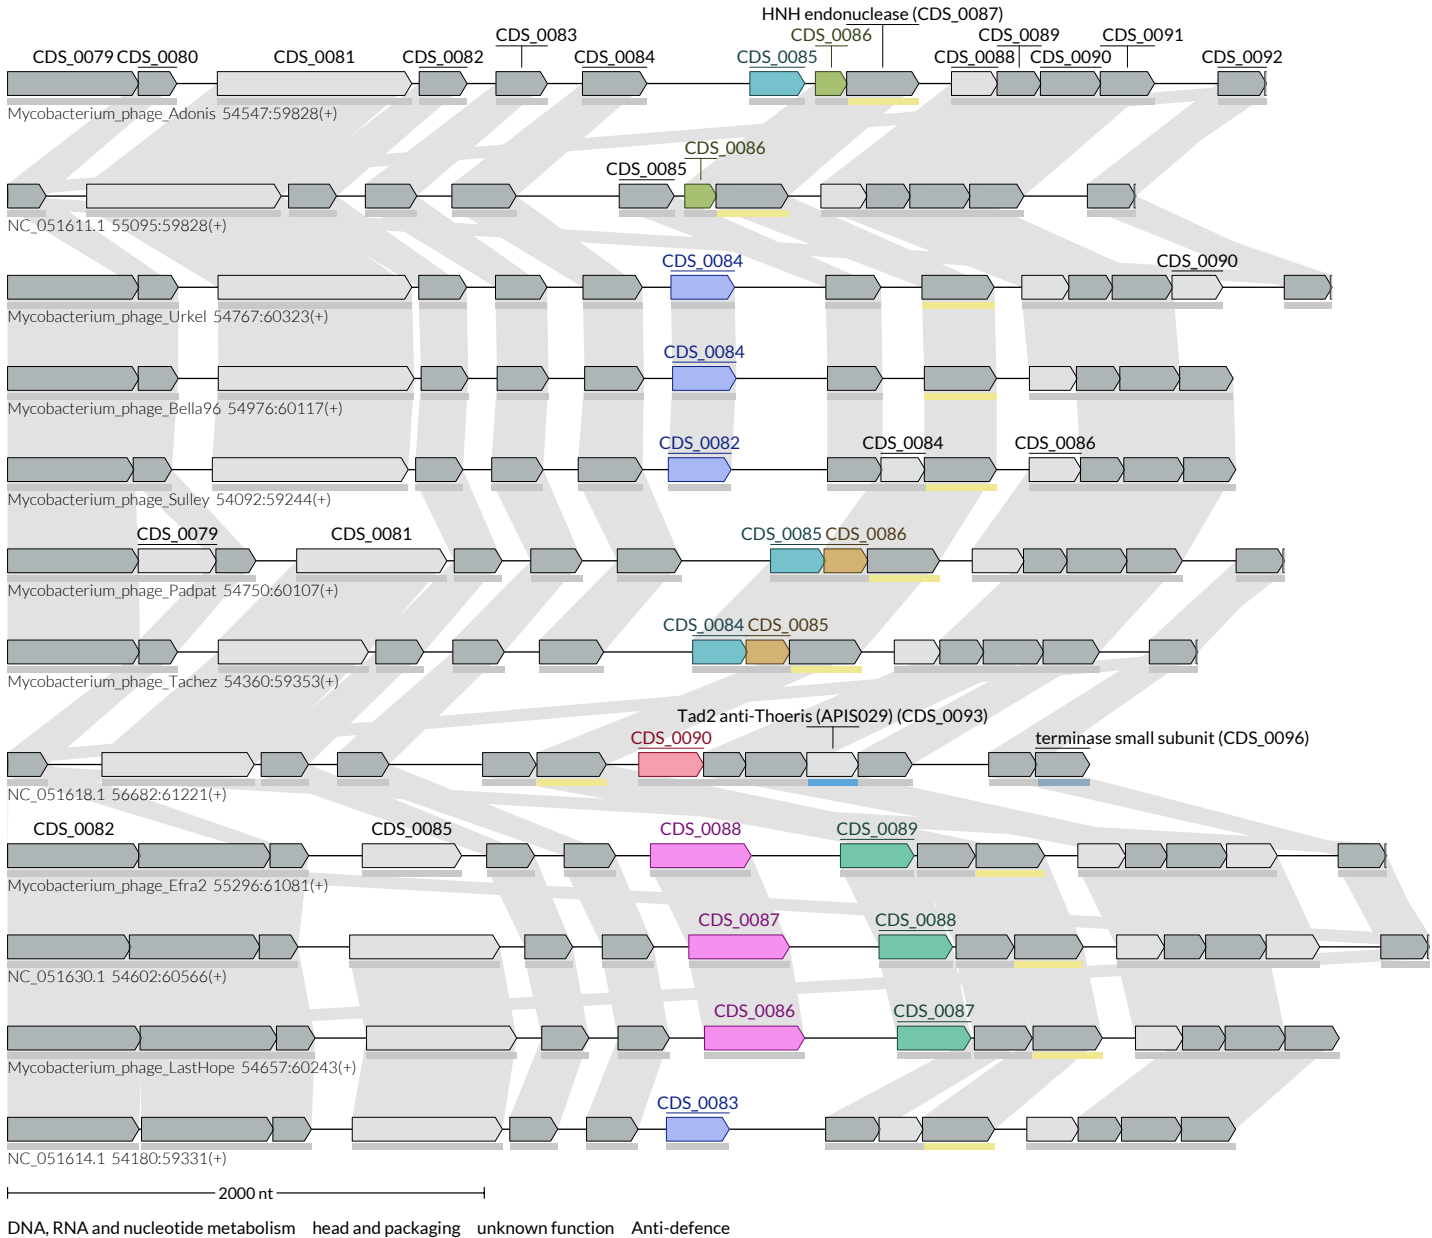 HNH endonuclease (CDS_0087)
CDS_0083 CDS_0086 CDS_0089 CDS_0091
CDS_0079 CDS_0080 CDS_0081 CDS_0082 CDS_0084 CDS_0085 CDS_0088 CDS_0090 CDS_0092
Mycobacterium_phage_Adonis 54547:59828(+)
CDS_0086
CDS_0085
NC_051611.1 55095:59828(+)
CDS_0084 CDS_0090
Mycobacterium_phage_Urkel 54767:60323(+)
CDS_0084
Mycobacterium_phage_Bella96 54976:60117(+)
CDS_0082 CDS_0084 CDS_0086
Mycobacterium_phage_Sulley 54092:59244(+)
CDS_0079 CDS_0081 CDS_0085 CDS_0086
Mycobacterium_phage_Padpat 54750:60107(+)
CDS_0084 CDS_0085
Mycobacterium_phage_Tachez 54360:59353(+)
Tad2 anti-Thoeris (APIS029) (CDS_0093)
CDS_0090 terminase small subunit (CDS_0096)
NC_051618.1 56682:61221(+)
CDS_0082 CDS_0085 CDS_0088 CDS_0089
Mycobacterium_phage_Efra2 55296:61081(+)
CDS_0087 CDS_0088
NC_051630.1 54602:60566(+)
CDS_0086 CDS_0087
Mycobacterium_phage_LastHope 54657:60243(+)
CDS_0083
NC_051614.1 54180:59331(+)
2000 nt
DNA, RNA and nucleotide metabolism head and packaging unknown function Anti-defence